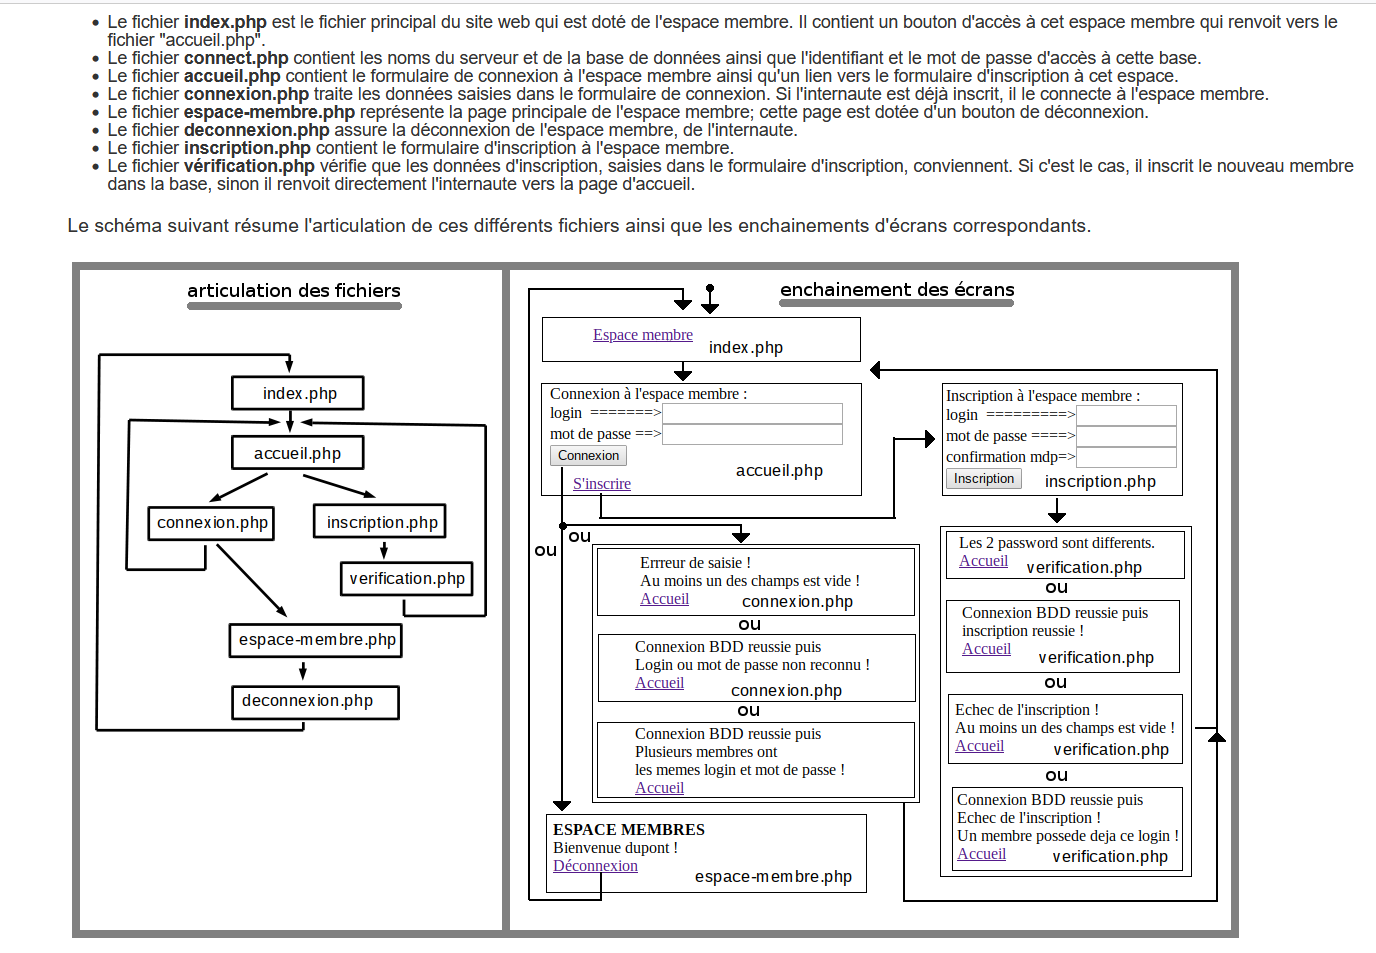 • Le fichier index.php est le fichier principal du site web qui est doté de l'espace membre. Il contient un bouton d'accès à cet espace membre qui renvoit vers le
fichier "accueil.php".
• Le fichier connect.php contient les noms du serveur et de la base de données ainsi que l'identifiant et le mot de passe d'accès à cette base.
• Le fichier accueil.php contient le formulaire de connexion à l'espace membre ainsi qu'un lien vers le formulaire d'inscription à cet espace.
• Le fichier connexion.php traite les données saisies dans le formulaire de connexion. Si l'internaute est déjà inscrit, il le connecte à l'espace membre.
• Le fichier espace-membre.php représente la page principale de l'espace membre; cette page est dotée d'un bouton de déconnexion.
• Le fichier deconnexion.php assure la déconnexion de l'espace membre, de l'internaute.
• Le fichier inscription.php contient le formulaire d'inscription à l'espace membre.
• Le fichier vérification.php vérifie que les données d'inscription, saisies dans le formulaire d'inscription, conviennent. Si c'est le cas, il inscrit le nouveau membre
dans la base, sinon il renvoit directement l'internaute vers la page d'accueil.
Le schéma suivant résume l'articulation de ces différents fichiers ainsi que les enchainements d'écrans correspondants.
articulation des fichiers
index.php
accueil.php
connexion.php
inscription.php
verification.php
espace-membre.php
deconnexion.php
enchainement des écrans
Espace membre
index.php
Connexion à l'espace membre :
login =======>
mot de passe ==>
Connexion
accueil.php
S'inscrire
Inscription à l'espace membre :
login =========>
mot de passe ====>
confirmation mdp=>
Inscription
inscription.php
ou
ou
Errreur de saisie !
Au moins un des champs est vide !
Accueil
connexion.php
ou
Connexion BDD reussie puis
Login ou mot de passe non reconnu !
Accueil
connexion.php
ou
Connexion BDD reussie puis
Plusieurs membres ont
les memes login et mot de passe !
Accueil
ESPACE MEMBRES
Bienvenue dupont !
Déconnexion
espace-membre.php
Les 2 password sont differents.
Accueil
verification.php
ou
Connexion BDD reussie puis
inscription reussie !
Accueil
verification.php
ou
Echec de l'inscription !
Au moins un des champs est vide !
Accueil
verification.php
ou
Connexion BDD reussie puis
Echec de l'inscription !
Un membre possede deja ce login !
Accueil
verification.php